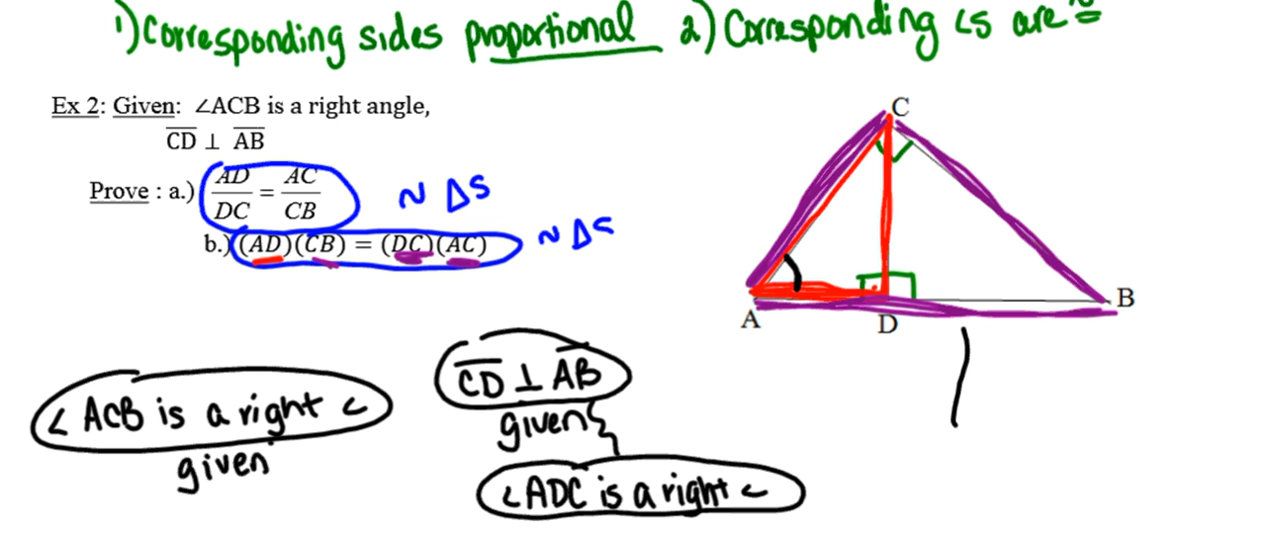 1) Corresponding sides proportional 2) Corresponding ∠s are ≅
Ex 2: Given: ∠ACB is a right angle,
CD ⊥ AB
Prove : a.) AD/DC = AC/CB ~ Δs
b.) (AD)(CB) = (DC)(AC) ~ Δs
C
A
D
B
∠ACB is a right ∠
given
CD ⊥ AB
given
∠ADC is a right ∠